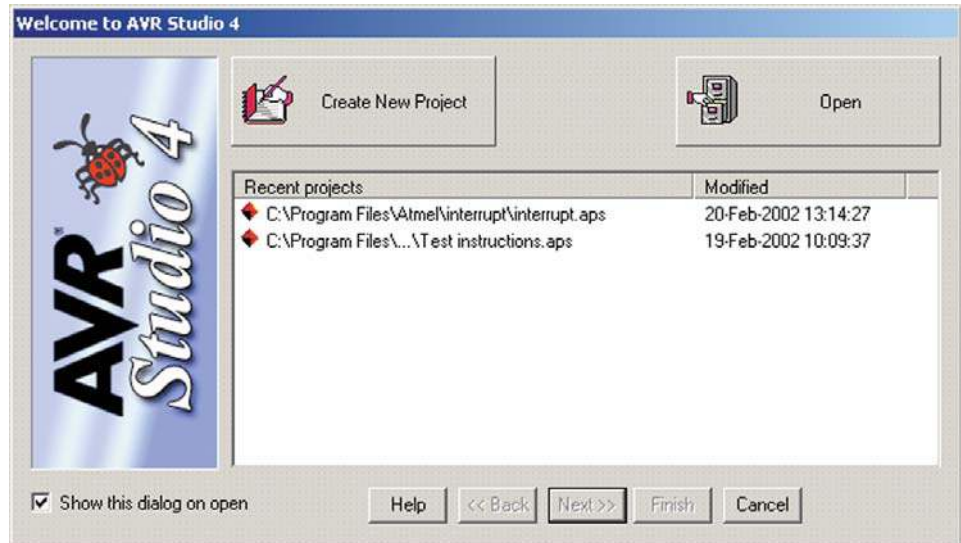 Welcome to AVR Studio 4
AVR
Studio 4
Create New Project
Open
Recent projects Modified
C:\Program Files\Atmel\interrupt\interrupt.aps 20-Feb-2002 13:14:27
C:\Program Files\...\Test instructions.aps 19-Feb-2002 10:09:37
Show this dialog on open
Help << Back Next >> Finish Cancel